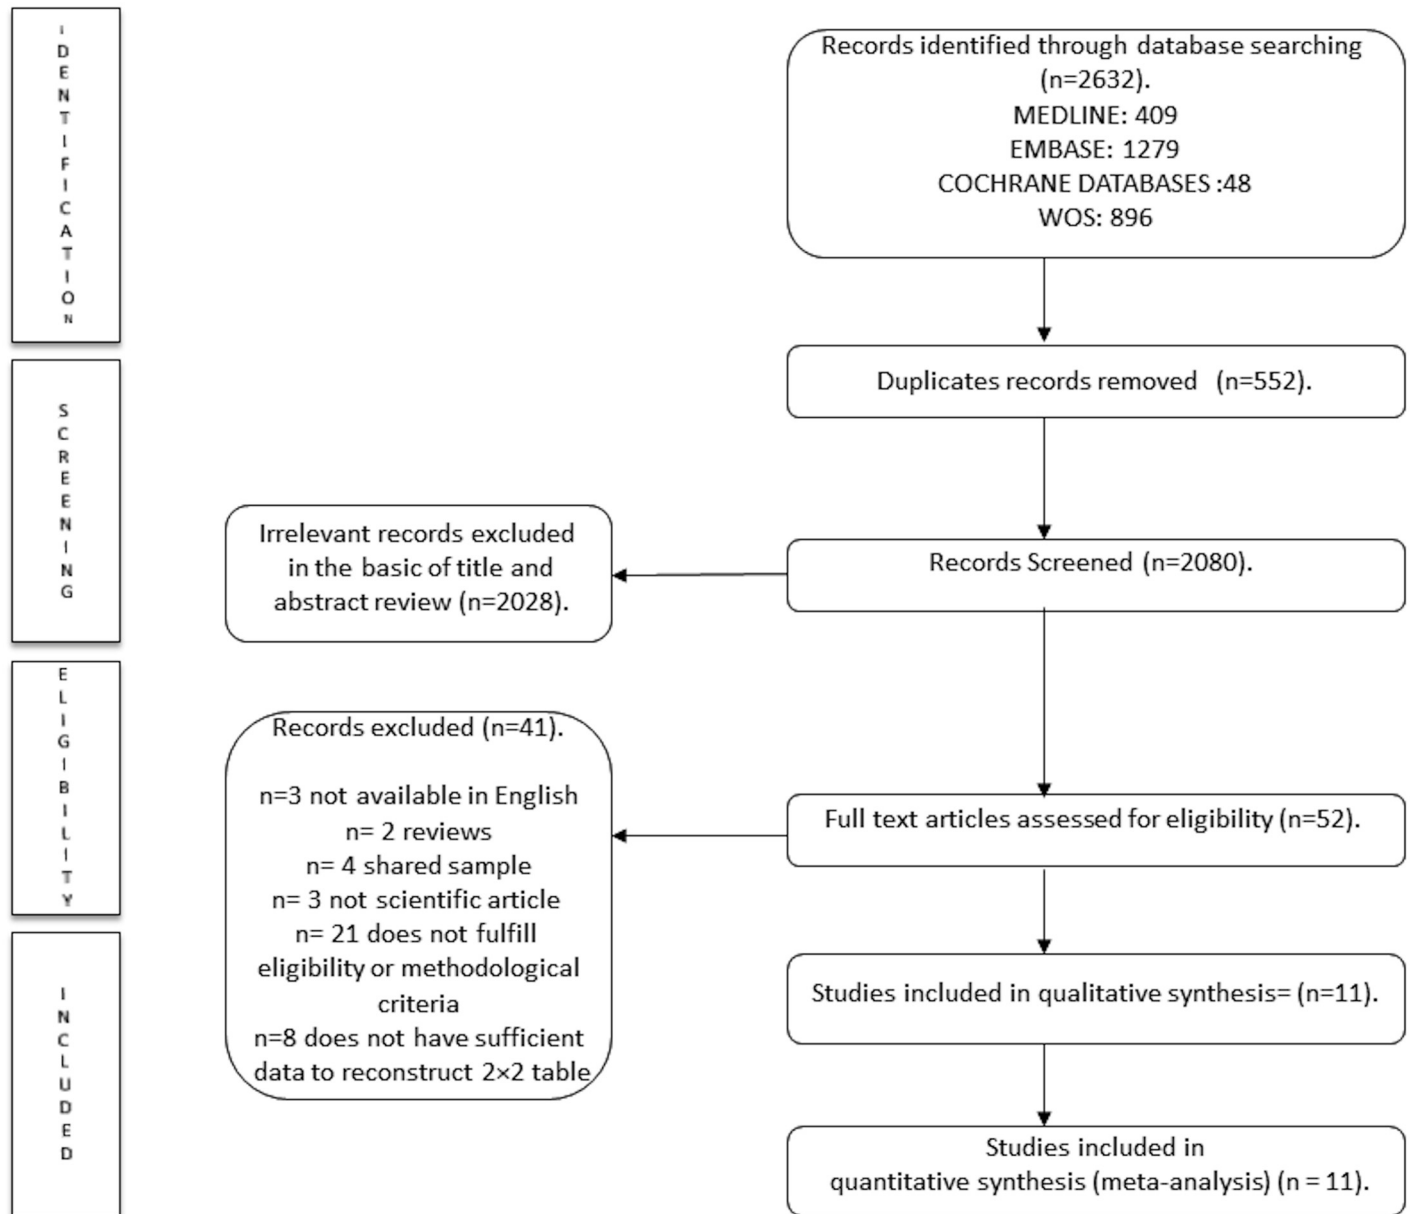 IDENTIFICATION
Records identified through database searching
(n=2632).
MEDLINE: 409
EMBASE: 1279
COCHRANE DATABASES :48
WOS: 896
SCREENING
Duplicates records removed (n=552).
Records Screened (n=2080).
Irrelevant records excluded
in the basic of title and
abstract review (n=2028).
ELIGIBILITY
Full text articles assessed for eligibility (n=52).
Records excluded (n=41).
n=3 not available in English
n= 2 reviews
n= 4 shared sample
n= 3 not scientific article
n= 21 does not fulfill
eligibility or methodological
criteria
n=8 does not have sufficient
data to reconstruct 2×2 table
INCLUDED
Studies included in qualitative synthesis= (n=11).
Studies included in
quantitative synthesis (meta-analysis) (n = 11).